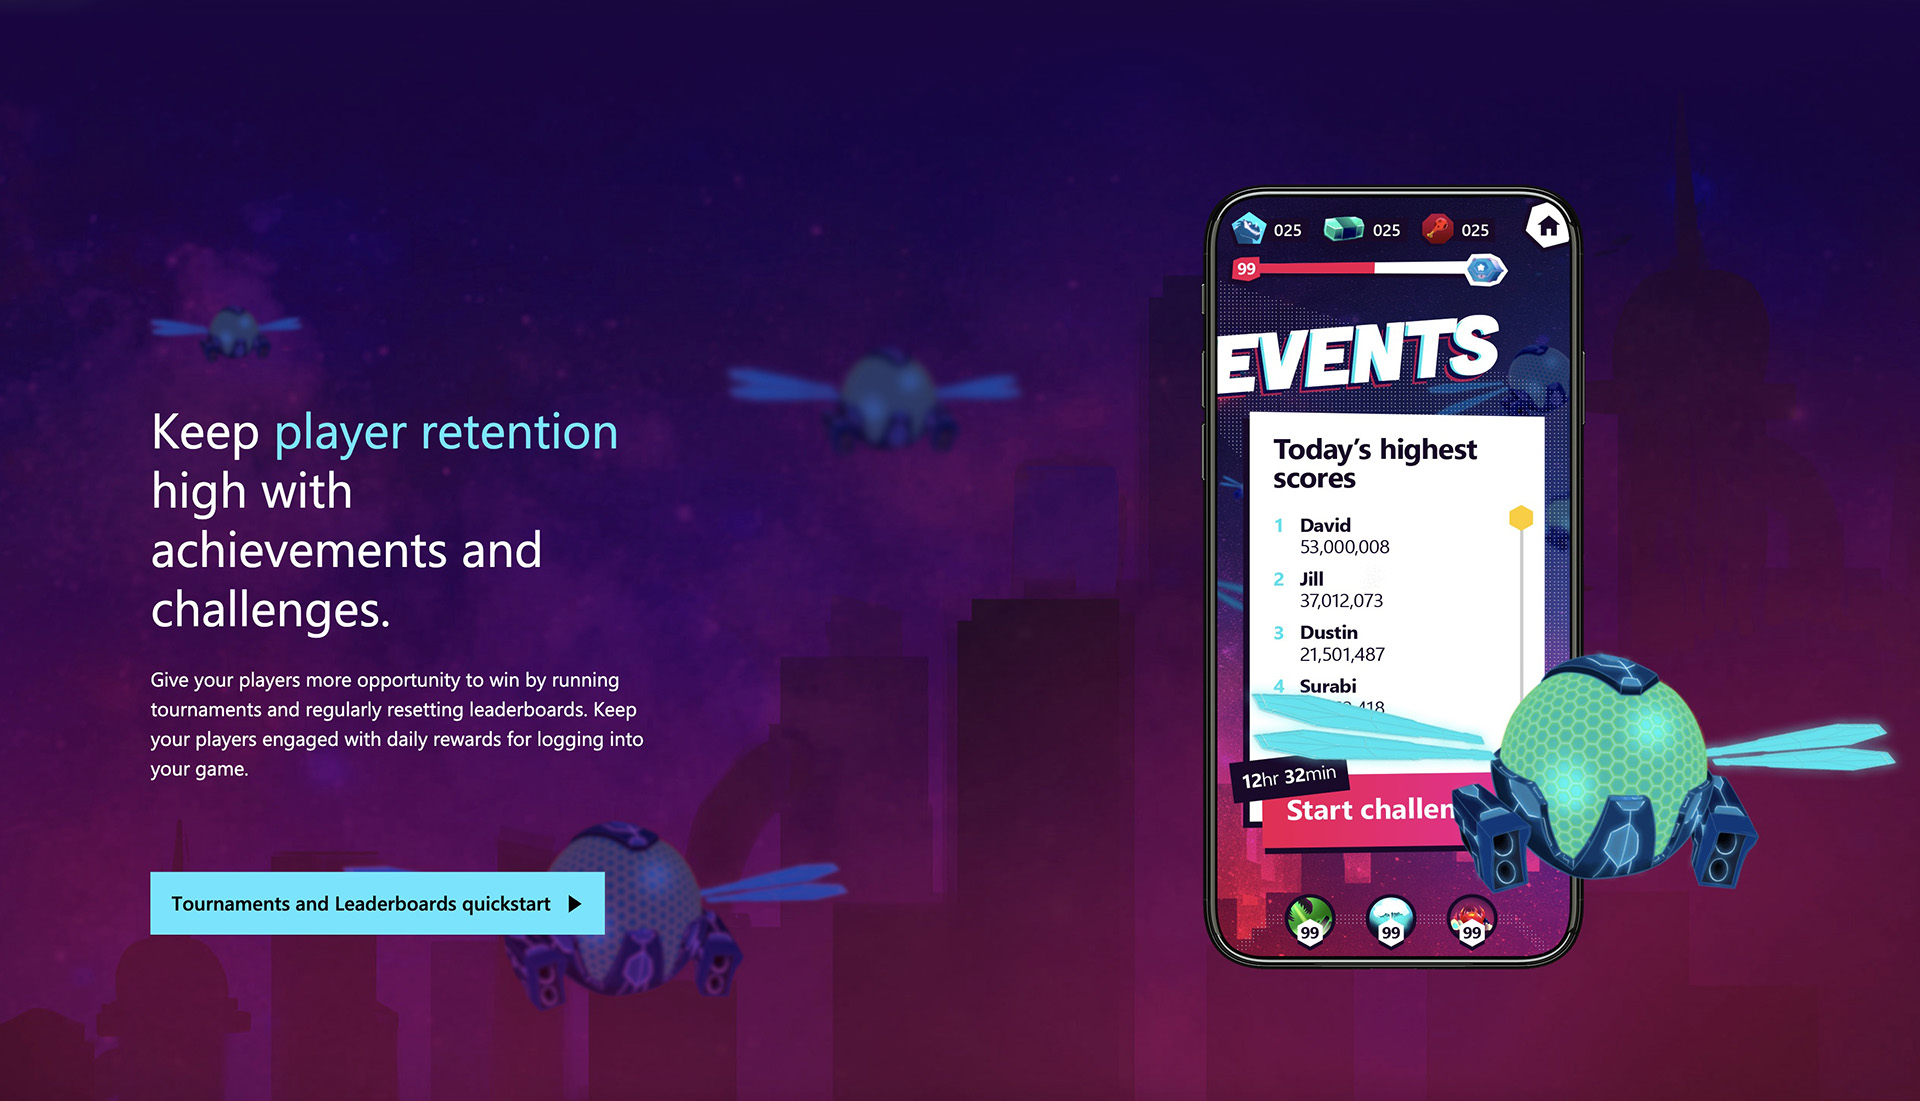 Keep player retention
high with
achievements and
challenges.
Give your players more opportunity to win by running
tournaments and regularly resetting leaderboards. Keep
your players engaged with daily rewards for logging into
your game.
Tournaments and Leaderboards quickstart
025 025 025
99
EVENTS
Today’s highest
scores
1 David
53,000,008
2 Jill
37,012,073
3 Dustin
21,501,487
4 Surabi
418
12hr 32min
Start challen
99 99 99